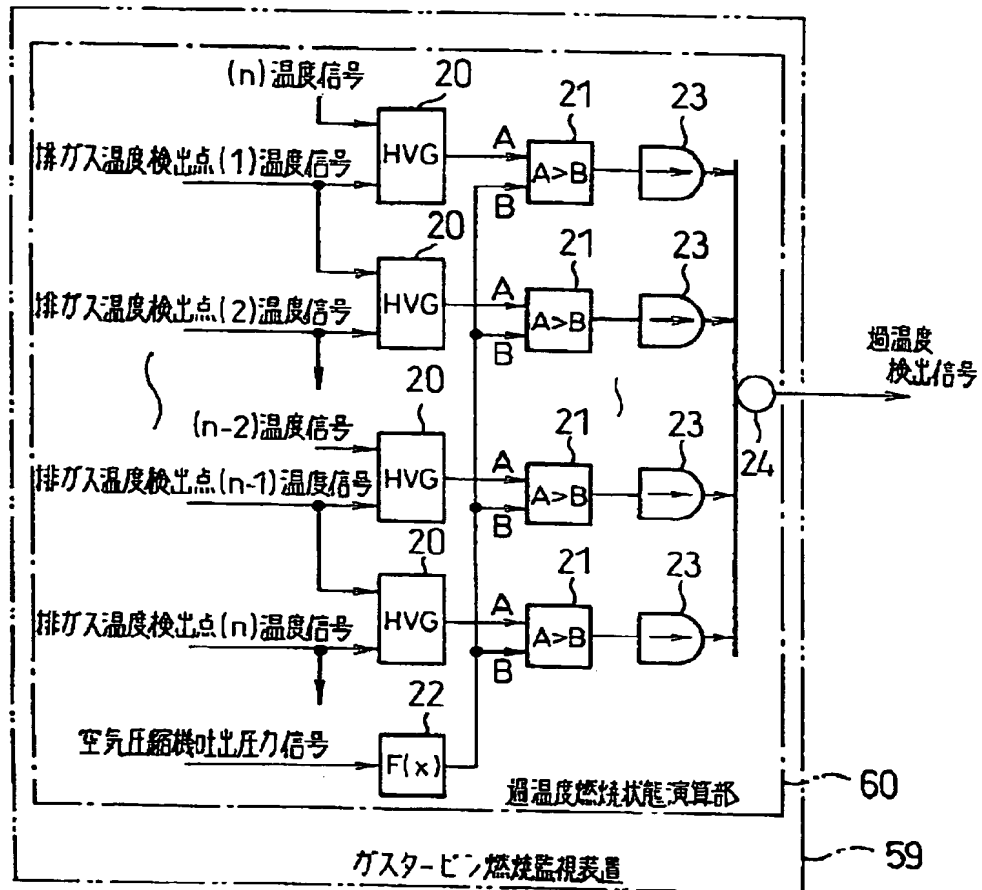 (n)温度信号
20
21
23
HVG
A
A>B
B
排ガス温度検出点(1)温度信号
20
21
23
HVG
A
A>B
B
排ガス温度検出点(2)温度信号
過温度
検出信号
24
20
21
23
(n-2)温度信号
HVG
A
A>B
B
排ガス温度検出点(n-1)温度信号
20
21
23
HVG
A
A>B
B
排ガス温度検出点(n)温度信号
22
空気圧縮機吐出圧力信号
F(x)
過温度燃焼状態演算部
60
ガスタービン燃焼監視装置
59